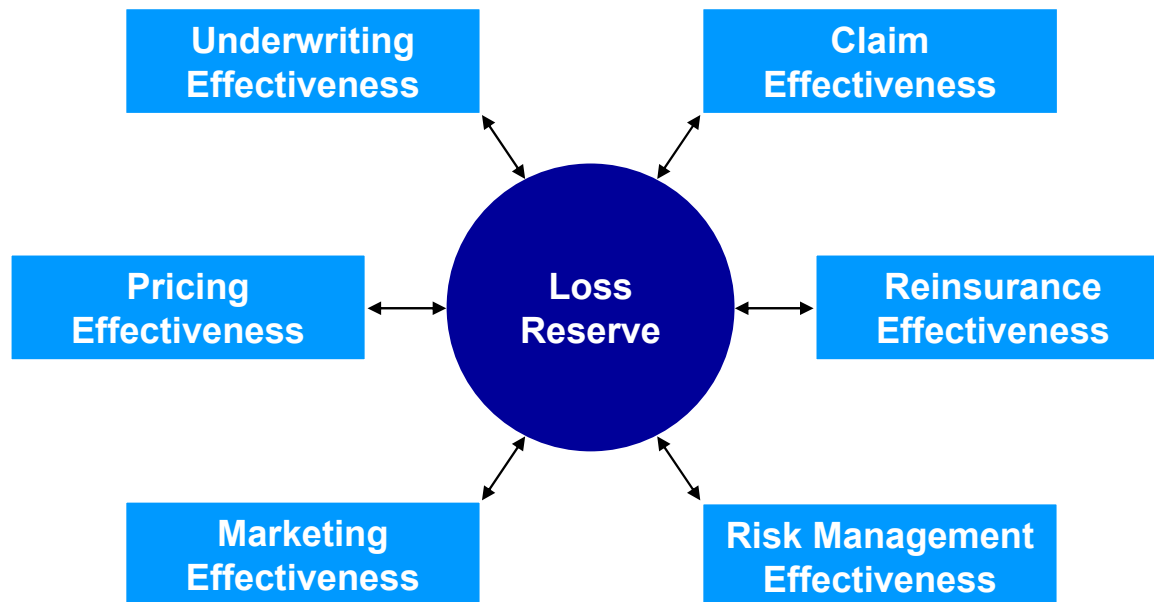 Underwriting
Effectiveness
Claim
Effectiveness
Pricing
Effectiveness
Loss
Reserve
Reinsurance
Effectiveness
Marketing
Effectiveness
Risk Management
Effectiveness